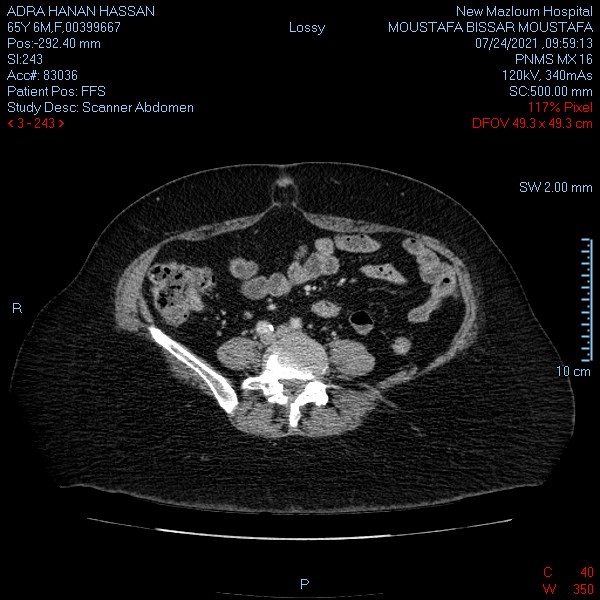 ADRA HANAN HASSAN
65Y 6M,F,00399667
Pos:-292.40 mm
SI:243
Acc#: 83036
Patient Pos: FFS
Study Desc: Scanner Abdomen
< 3 - 243 >
Lossy
New Mazloum Hospital
MOUSTAFA BISSAR MOUSTAFA
07/24/2021 ,09:59:13
PNMS MX 16
120kV, 340mAs
SC:500.00 mm
117% Pixel
DFOV 49.3 x 49.3 cm
SW 2.00 mm
R
10 cm
P
C 40
W 350